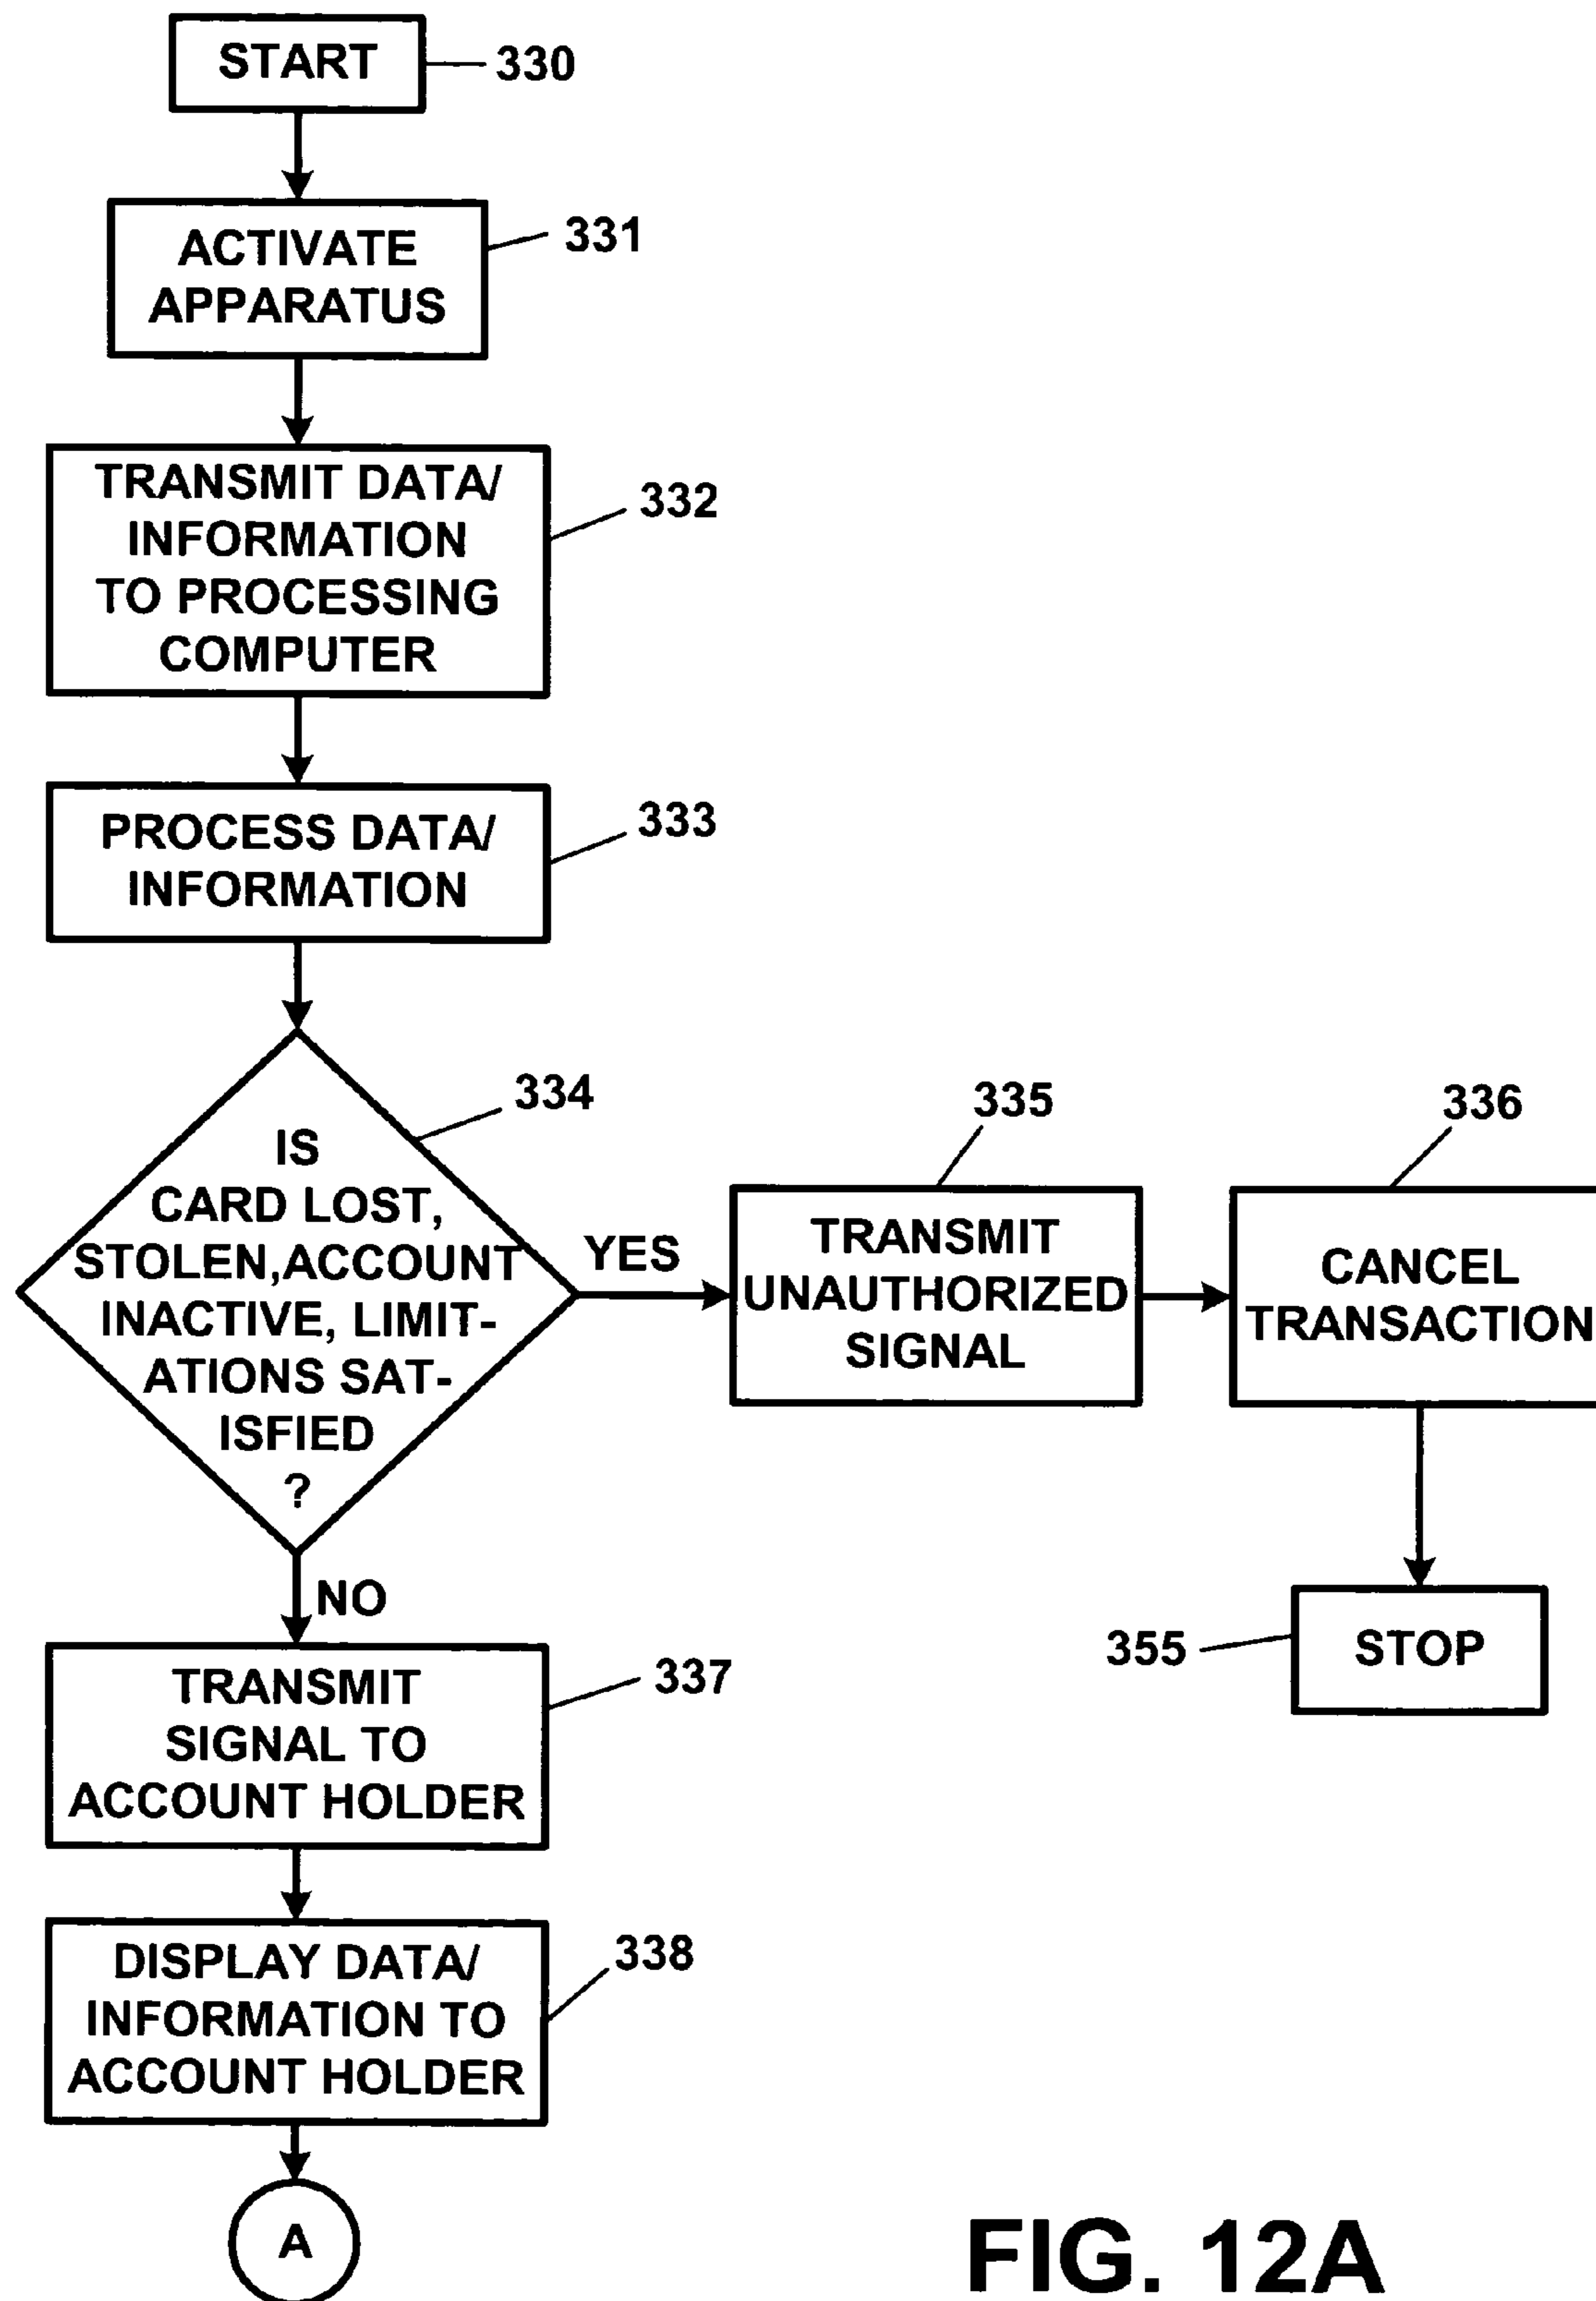 START
330
ACTIVATE
APPARATUS
331
TRANSMIT DATA/
INFORMATION
TO PROCESSING
COMPUTER
332
PROCESS DATA/
INFORMATION
333
IS
CARD LOST,
STOLEN,ACCOUNT
INACTIVE, LIMIT-
ATIONS SAT-
ISFIED
?
334
YES
TRANSMIT
UNAUTHORIZED
SIGNAL
335
CANCEL
TRANSACTION
336
STOP
355
NO
TRANSMIT
SIGNAL TO
ACCOUNT HOLDER
337
DISPLAY DATA/
INFORMATION TO
ACCOUNT HOLDER
338
A
FIG. 12A